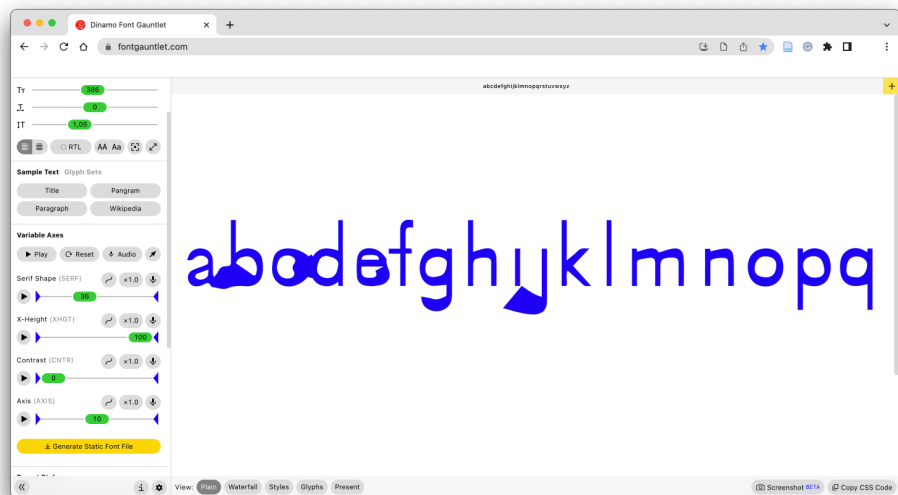 Dinamo Font Gauntlet
fontgauntlet.com
386
0
1,05
RTL AA Aa
Sample Text Glyph Sets
Title Pangram
Paragraph Wikipedia
Variable Axes
Play Reset Audio
Serif Shape (SERF) ×1.0
36
X-Height (XHGT) ×1.0
100
Contrast (CNTR) ×1.0
0
Axis (AXIS) ×1.0
10
Generate Static Font File
abcdefghijklmnopqrstuvwxyz
abcdefghijklmnopq
View: Plain Waterfall Styles Glyphs Present
Screenshot BETA Copy CSS Code